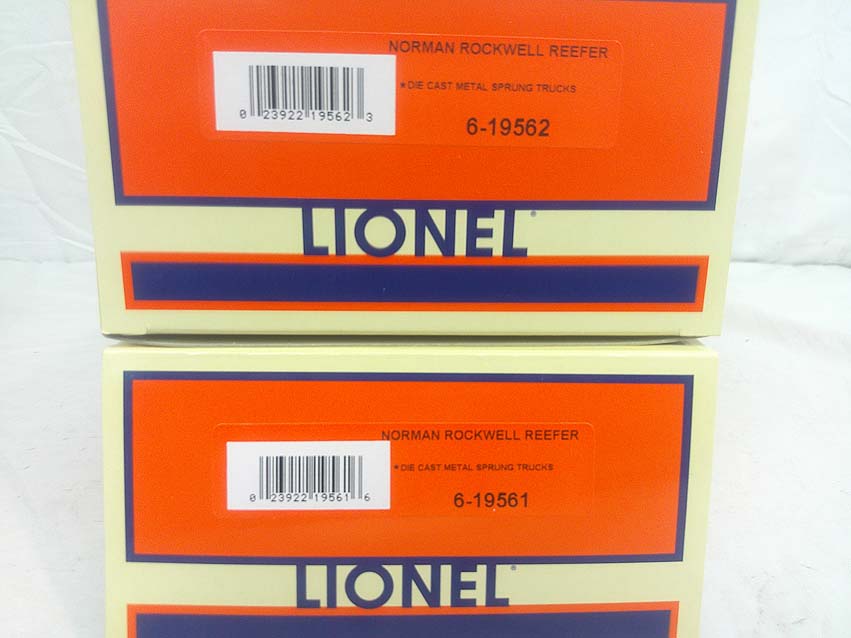 NORMAN ROCKWELL REEFER
*DIE CAST METAL SPRUNG TRUCKS
0 23922 19562 3
6-19562
LIONEL®
NORMAN ROCKWELL REEFER
*DIE CAST METAL SPRUNG TRUCKS
0 23922 19561 6
6-19561
LIONEL®